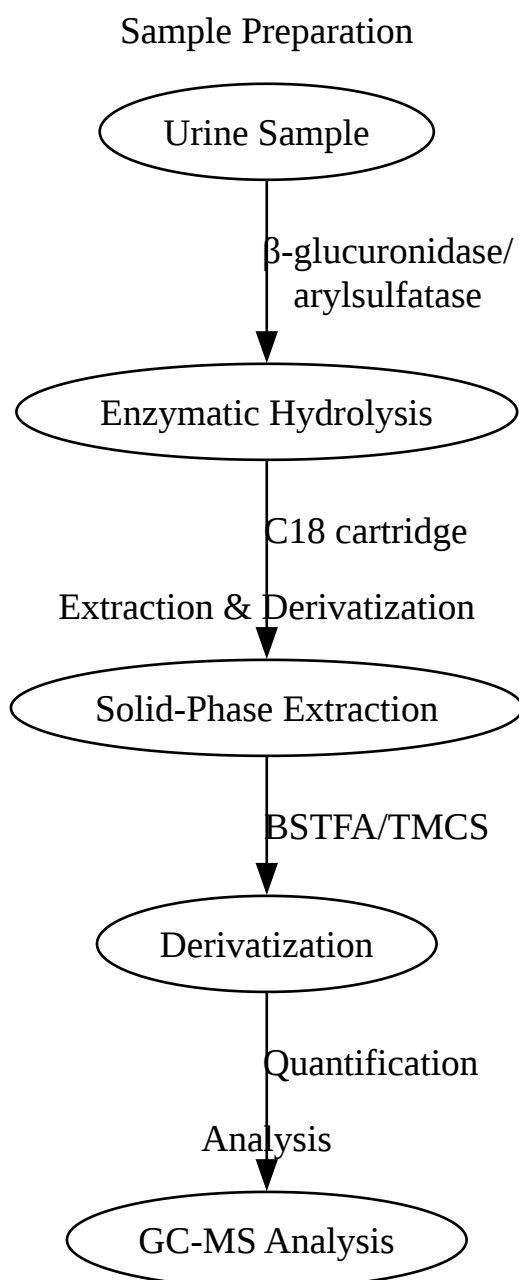 Sample Preparation
Urine Sample
β-glucuronidase/
arylsulfatase
Enzymatic Hydrolysis
C18 cartridge
Extraction & Derivatization
Solid-Phase Extraction
BSTFA/TMCS
Derivatization
Quantification
Analysis
GC-MS Analysis